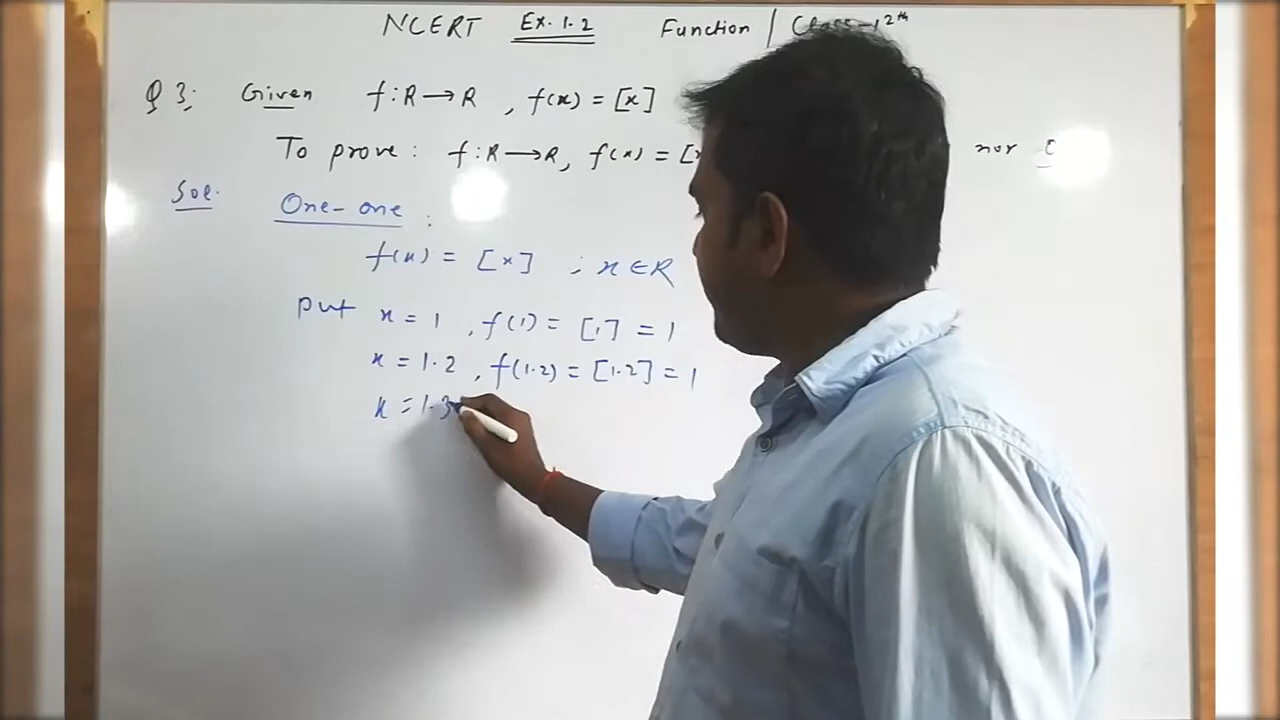 NCERT Ex. 1.2 Function / Class-12th
Q 3: Given f:R→R , f(x) = [x]
To prove: f:R→R, f(x) = [x nor
Sol. One-one :
f(x) = [x] ; x∈R
Put x = 1 , f(1) = [1] = 1
x = 1.2 , f(1.2) = [1.2] = 1
x = 1.3